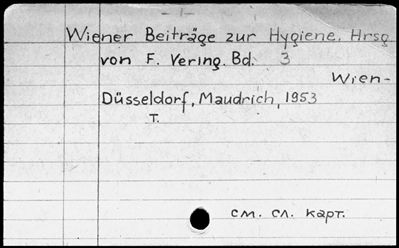 - 1 -
Wiener Beiträge zur Hygiene. Hrsg
von F. Vering. Bd. 3
Wien-
Düsseldorf, Maudrich, 1953
T.
см. сл. карт.